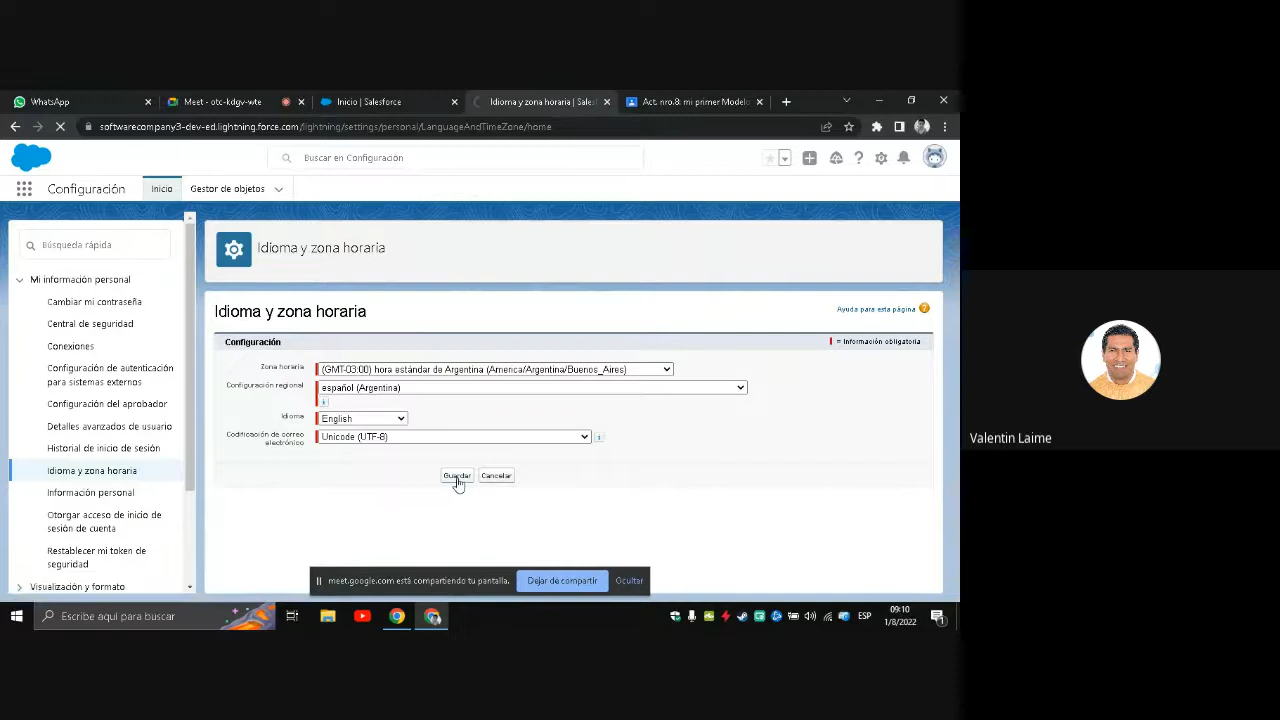 WhatsApp
Meet - otc-kdgv-wte
Inicio | Salesforce
Idioma y zona horaria | Sales
Act. nro.8: mi primer Modelo
softwarecompany3-dev-ed.lightning.force.com/lightning/settings/personal/LanguageAndTimeZone/home
Buscar en Configuración
Configuración
Inicio
Gestor de objetos
Búsqueda rápida
Mi información personal
Cambiar mi contraseña
Central de seguridad
Conexiones
Configuración de autenticación
para sistemas externos
Configuración del aprobador
Detalles avanzados de usuario
Historial de inicio de sesión
Idioma y zona horaria
Información personal
Otorgar acceso de inicio de
sesión de cuenta
Restablecer mi token de
seguridad
Visualización y formato
Idioma y zona horaria
Idioma y zona horaria
Ayuda para esta página
Configuración
= Información obligatoria
Zona horaria
(GMT-03:00) hora estándar de Argentina (America/Argentina/Buenos_Aires)
Configuración regional
español (Argentina)
Idioma
English
Codificación de correo
electrónico
Unicode (UTF-8)
Guardar
Cancelar
meet.google.com está compartiendo tu pantalla.
Dejar de compartir
Ocultar
Escribe aquí para buscar
ESP
09:10
1/8/2022
1
Valentin Laime